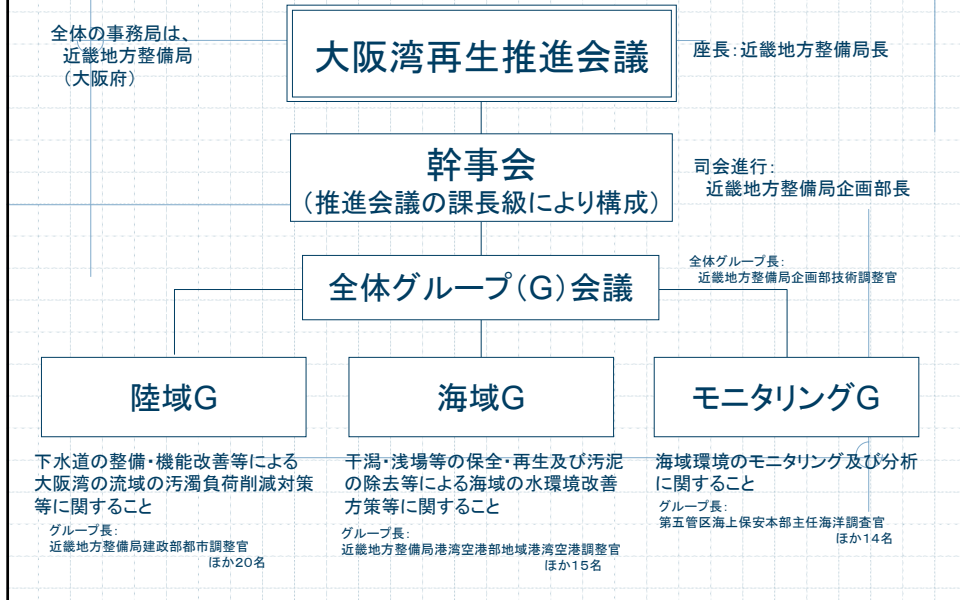 全体の事務局は、
近畿地方整備局
（大阪府）
大阪湾再生推進会議
座長：近畿地方整備局長
幹事会
（推進会議の課長級により構成）
司会進行：
近畿地方整備局企画部長
全体グループ（G）会議
全体グループ長：
近畿地方整備局企画部技術調整官
陸域G
海域G
モニタリングG
下水道の整備・機能改善等による
大阪湾の流域の汚濁負荷削減対策
等に関すること
グループ長：
近畿地方整備局建政部都市調整官
ほか20名
干潟・浅場等の保全・再生及び汚泥
の除去等による海域の水環境改善
方策等に関すること
グループ長：
近畿地方整備局港湾空港部地域港湾空港調整官
ほか15名
海域環境のモニタリング及び分析
に関すること
グループ長：
第五管区海上保安本部主任海洋調査官
ほか14名